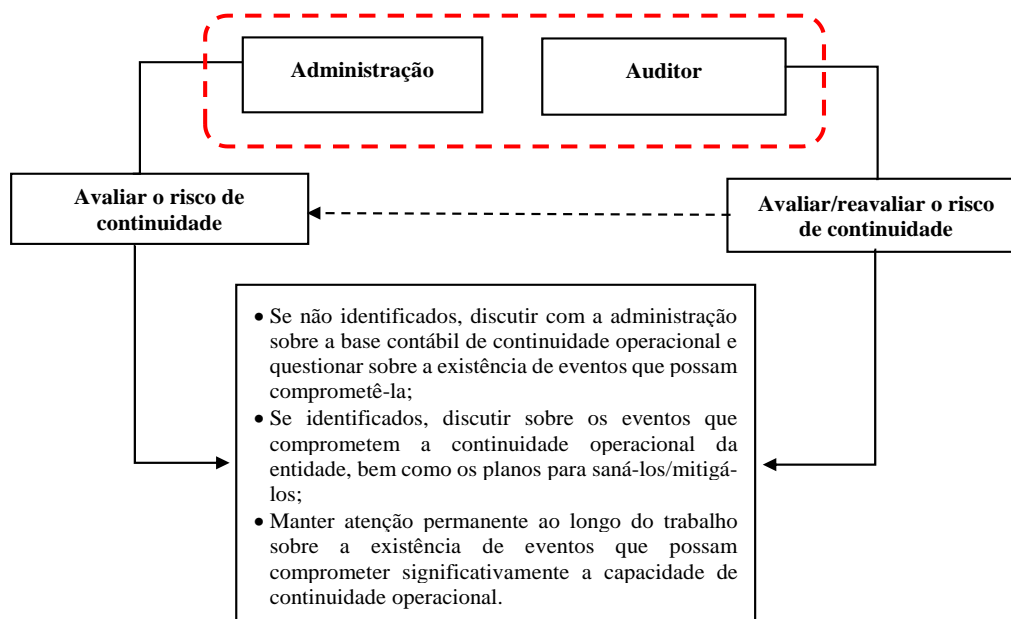 Administração
Auditor
Avaliar o risco de
continuidade
Avaliar/reavaliar o risco
de continuidade
• Se não identificados, discutir com a administração
sobre a base contábil de continuidade operacional e
questionar sobre a existência de eventos que possam
comprometê-la;
• Se identificados, discutir sobre os eventos que
comprometem a continuidade operacional da
entidade, bem como os planos para saná-los/mitigá-
los;
• Manter atenção permanente ao longo do trabalho
sobre a existência de eventos que possam
comprometer significativamente a capacidade de
continuidade operacional.